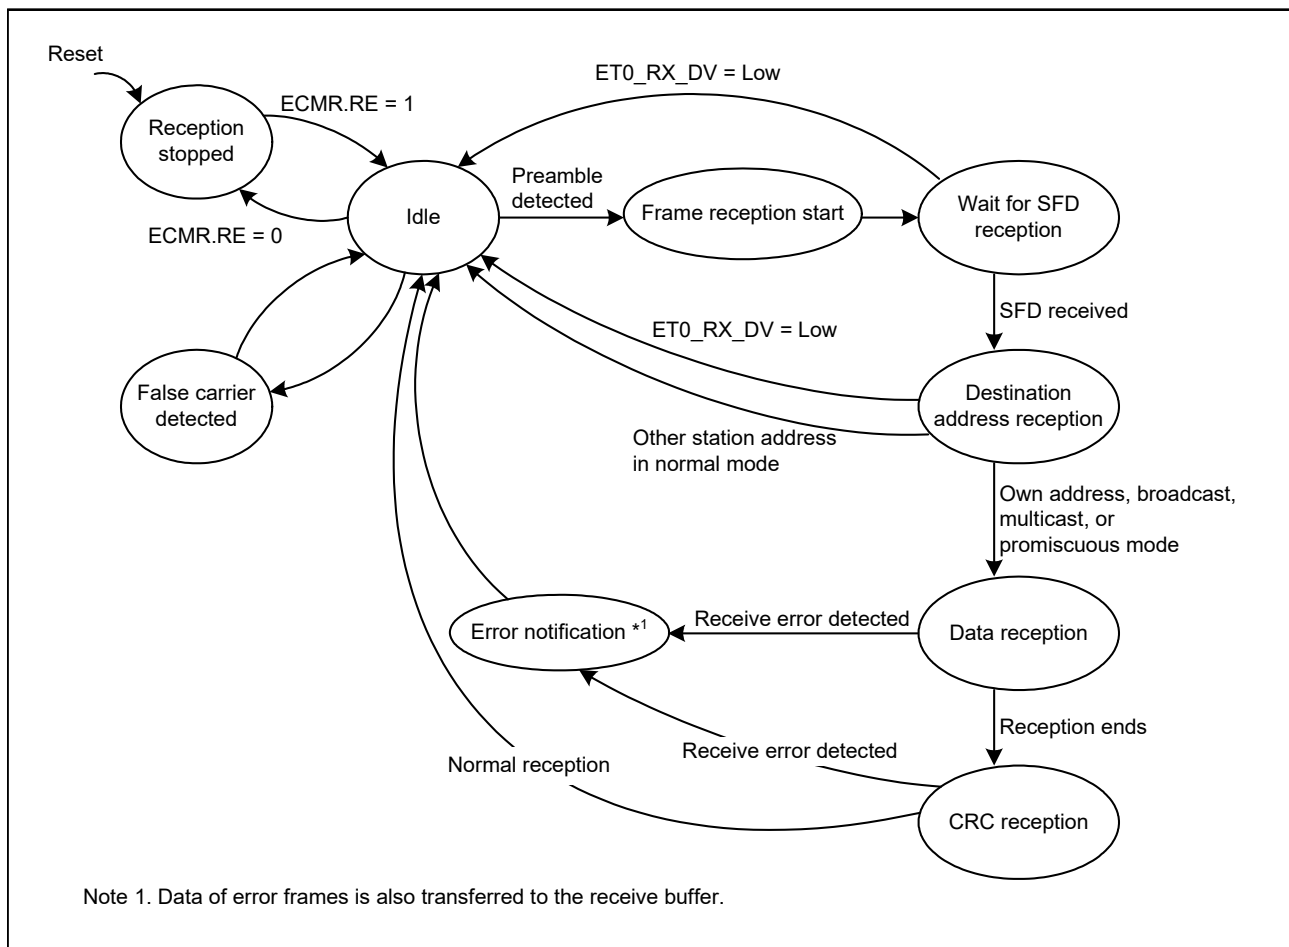 Reset
ET0_RX_DV = Low
ECMR.RE = 1
Reception
stopped
Preamble
detected
Idle
Frame reception start
Wait for SFD
reception
ECMR.RE = 0
SFD received
ET0_RX_DV = Low
False carrier
detected
Destination
address reception
Other station address
in normal mode
Own address, broadcast,
multicast, or
promiscuous mode
Error notification *1
Receive error detected
Data reception
Reception ends
Receive error detected
Normal reception
CRC reception
Note 1. Data of error frames is also transferred to the receive buffer.